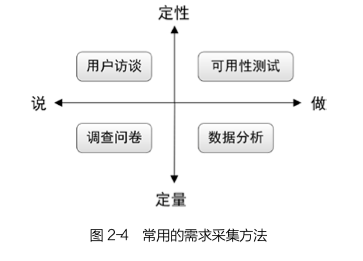 定性
用户访谈
可用性测试
说
做
调查问卷
数据分析
定量
图 2-4 常用的需求采集方法